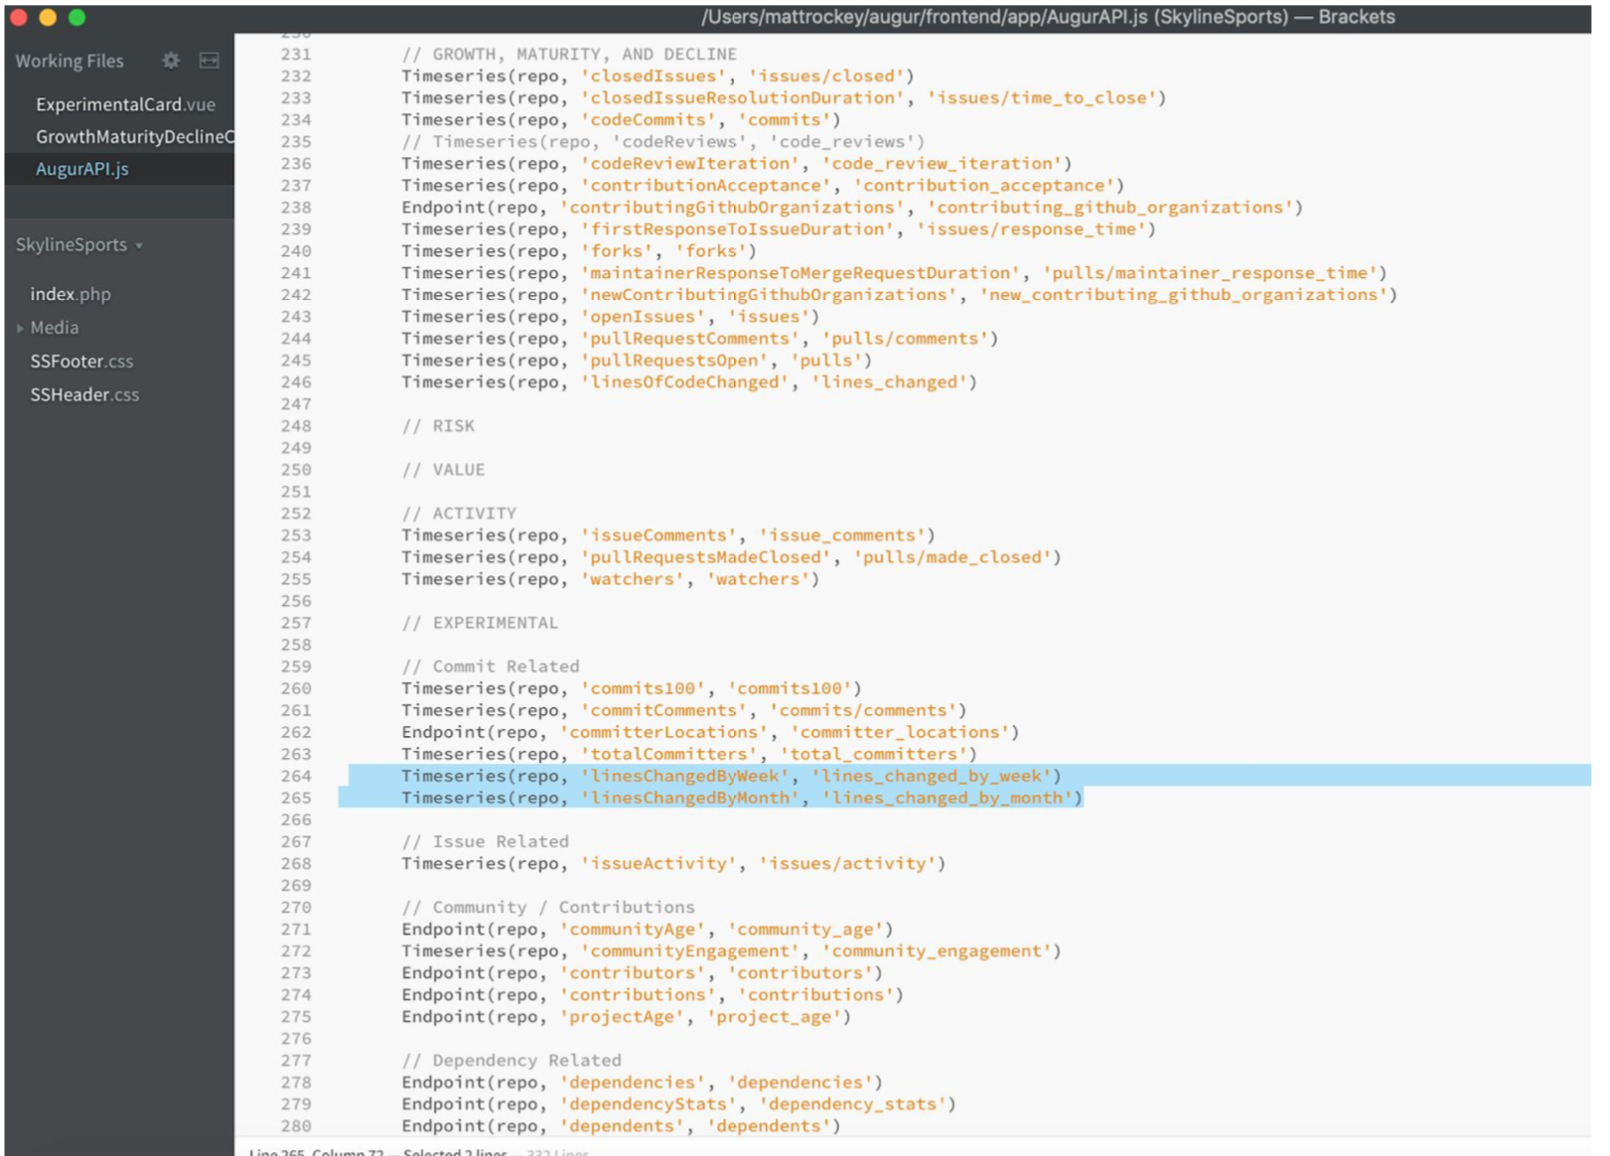 /Users/mattrockey/augur/frontend/app/AugurAPI.js (SkylineSports) — Brackets
Working Files
ExperimentalCard.vue
GrowthMaturityDeclineC
AugurAPI.js
SkylineSports
index.php
Media
SSFooter.css
SSHeader.css
230
231 // GROWTH, MATURITY, AND DECLINE
232 Timeseries(repo, 'closedIssues', 'issues/closed')
233 Timeseries(repo, 'closedIssueResolutionDuration', 'issues/time_to_close')
234 Timeseries(repo, 'codeCommits', 'commits')
235 // Timeseries(repo, 'codeReviews', 'code_reviews')
236 Timeseries(repo, 'codeReviewIteration', 'code_review_iteration')
237 Timeseries(repo, 'contributionAcceptance', 'contribution_acceptance')
238 Endpoint(repo, 'contributingGithubOrganizations', 'contributing_github_organizations')
239 Timeseries(repo, 'firstResponseToIssueDuration', 'issues/response_time')
240 Timeseries(repo, 'forks', 'forks')
241 Timeseries(repo, 'maintainerResponseToMergeRequestDuration', 'pulls/maintainer_response_time')
242 Timeseries(repo, 'newContributingGithubOrganizations', 'new_contributing_github_organizations')
243 Timeseries(repo, 'openIssues', 'issues')
244 Timeseries(repo, 'pullRequestComments', 'pulls/comments')
245 Timeseries(repo, 'pullRequestsOpen', 'pulls')
246 Timeseries(repo, 'linesOfCodeChanged', 'lines_changed')
247
248 // RISK
249
250 // VALUE
251
252 // ACTIVITY
253 Timeseries(repo, 'issueComments', 'issue_comments')
254 Timeseries(repo, 'pullRequestsMadeClosed', 'pulls/made_closed')
255 Timeseries(repo, 'watchers', 'watchers')
256
257 // EXPERIMENTAL
258
259 // Commit Related
260 Timeseries(repo, 'commits100', 'commits100')
261 Timeseries(repo, 'commitComments', 'commits/comments')
262 Endpoint(repo, 'committerLocations', 'committer_locations')
263 Timeseries(repo, 'totalCommitters', 'total_committers')
264 Timeseries(repo, 'linesChangedByWeek', 'lines_changed_by_week')
265 Timeseries(repo, 'linesChangedByMonth', 'lines_changed_by_month')
266
267 // Issue Related
268 Timeseries(repo, 'issueActivity', 'issues/activity')
269
270 // Community / Contributions
271 Endpoint(repo, 'communityAge', 'community_age')
272 Timeseries(repo, 'communityEngagement', 'community_engagement')
273 Endpoint(repo, 'contributors', 'contributors')
274 Endpoint(repo, 'contributions', 'contributions')
275 Endpoint(repo, 'projectAge', 'project_age')
276
277 // Dependency Related
278 Endpoint(repo, 'dependencies', 'dependencies')
279 Endpoint(repo, 'dependencyStats', 'dependency_stats')
280 Endpoint(repo, 'dependents', 'dependents')
Line 265, Column 72 — Selected 2 lines — 332 Lines